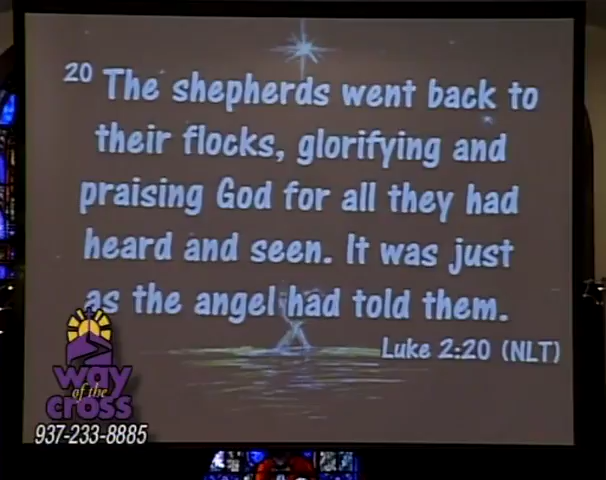 20 The shepherds went back to
their flocks, glorifying and
praising God for all they had
heard and seen. It was just
as the angel had told them.
Luke 2:20 (NLT)
way
of the
cross
937-233-8885